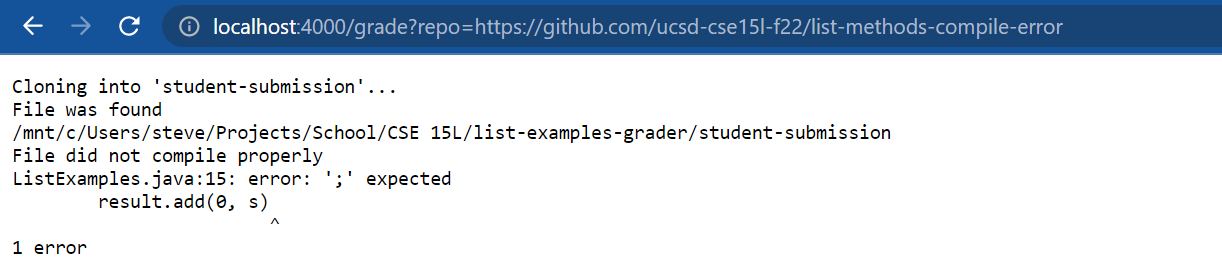 localhost:4000/grade?repo=https://github.com/ucsd-cse15l-f22/list-methods-compile-error
Cloning into 'student-submission'...
File was found
/mnt/c/Users/steve/Projects/School/CSE 15L/list-examples-grader/student-submission
File did not compile properly
ListExamples.java:15: error: ';' expected
        result.add(0, s)
                        ^
1 error